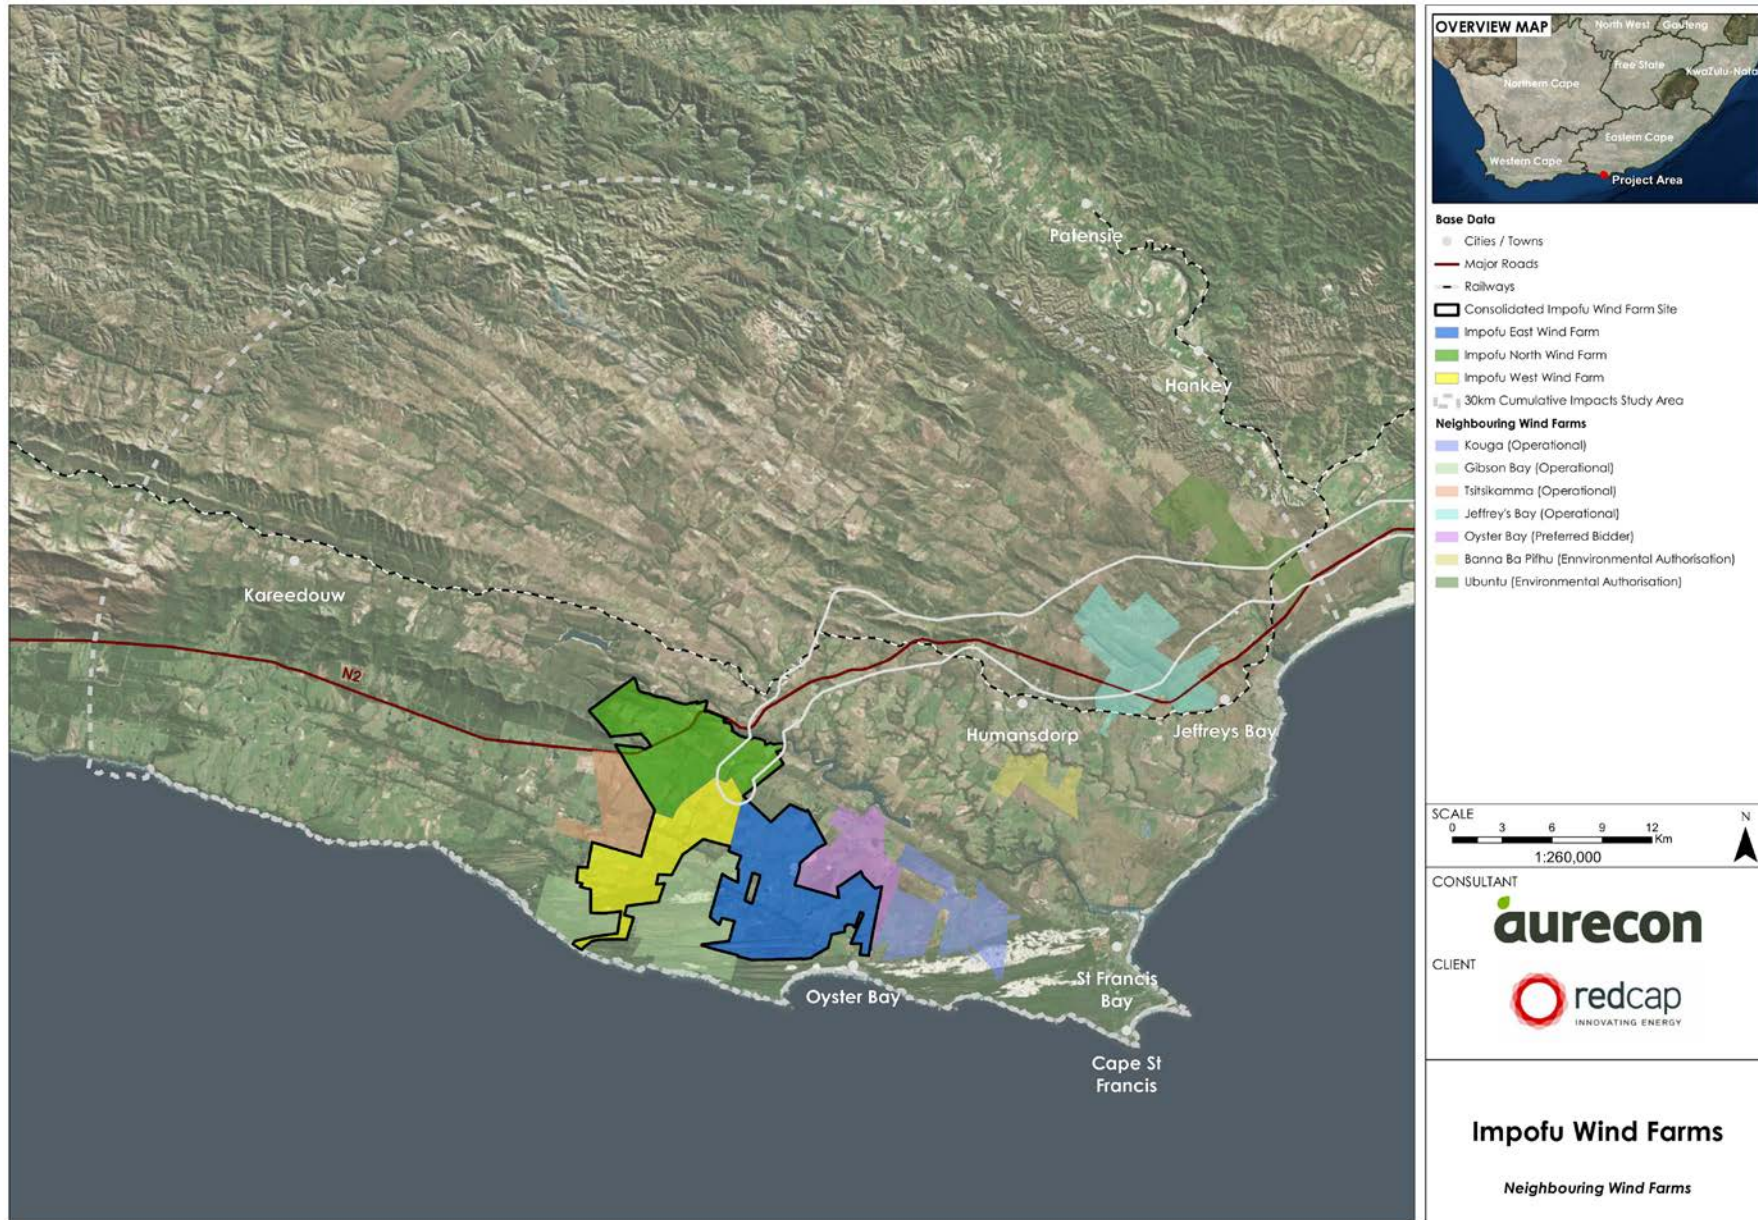 Patensie
Hankey
Kareedouw
N2
Humansdorp
Jeffreys Bay
Oyster Bay
St Francis
Bay
Cape St
Francis
OVERVIEW MAP
North West
Gauteng
Free State
KwaZulu-Natal
Northern Cape
Eastern Cape
Western Cape
Project Area
Base Data
Cities / Towns
Major Roads
Railways
Consolidated Impofu Wind Farm Site
Impofu East Wind Farm
Impofu North Wind Farm
Impofu West Wind Farm
30km Cumulative Impacts Study Area
Neighbouring Wind Farms
Kouga (Operational)
Gibson Bay (Operational)
Tsitsikamma (Operational)
Jeffrey's Bay (Operational)
Oyster Bay (Preferred Bidder)
Banna Ba Pifhu (Ennvironmental Authorisation)
Ubuntu (Environmental Authorisation)
SCALE
N
0 3 6 9 12
Km
1:260,000
CONSULTANT
aurecon
CLIENT
redcap
INNOVATING ENERGY
Impofu Wind Farms
Neighbouring Wind Farms